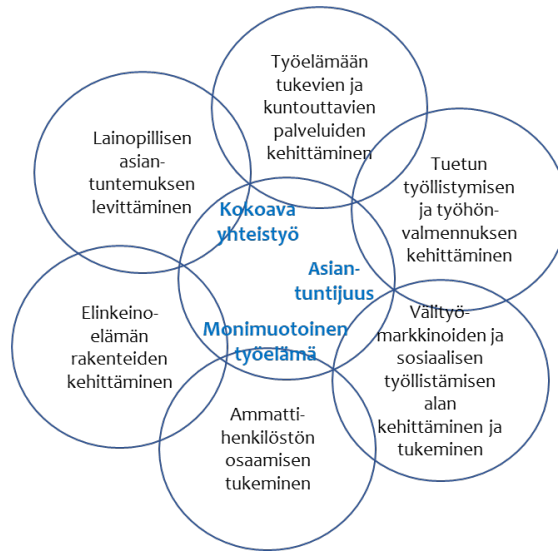 Työelämään
tukevien ja
kuntouttavien
palveluiden
kehittäminen
Lainopillisen
asian-
tuntemuksen
levittäminen
Tuetun
työllistymisen
ja työhön-
valmennuksen
kehittäminen
Kokoava
yhteistyö
Asian-
tuntijuus
Monimuotoinen
työelämä
Elinkeino-
elämän
rakenteiden
kehittäminen
Välityö-
markkinoiden ja
sosiaalisen
työllistämisen
alan
kehittäminen ja
tukeminen
Ammatti-
henkilöstön
osaamisen
tukeminen